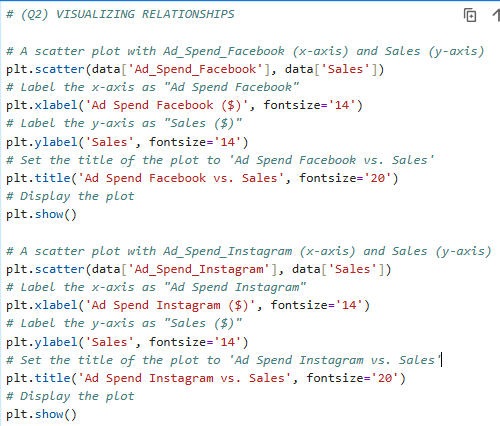 # (Q2) VISUALIZING RELATIONSHIPS
# A scatter plot with Ad_Spend_Facebook (x-axis) and Sales (y-axis)
plt.scatter(data['Ad_Spend_Facebook'], data['Sales'])
# Label the x-axis as "Ad Spend Facebook"
plt.xlabel('Ad Spend Facebook ($)', fontsize='14')
# Label the y-axis as "Sales ($)"
plt.ylabel('Sales', fontsize='14')
# Set the title of the plot to 'Ad Spend Facebook vs. Sales'
plt.title('Ad Spend Facebook vs. Sales', fontsize='20')
# Display the plot
plt.show()
# A scatter plot with Ad_Spend_Instagram (x-axis) and Sales (y-axis)
plt.scatter(data['Ad_Spend_Instagram'], data['Sales'])
# Label the x-axis as "Ad Spend Instagram"
plt.xlabel('Ad Spend Instagram ($)', fontsize='14')
# Label the y-axis as "Sales ($)"
plt.ylabel('Sales', fontsize='14')
# Set the title of the plot to 'Ad Spend Instagram vs. Sales'
plt.title('Ad Spend Instagram vs. Sales', fontsize='20')
# Display the plot
plt.show()